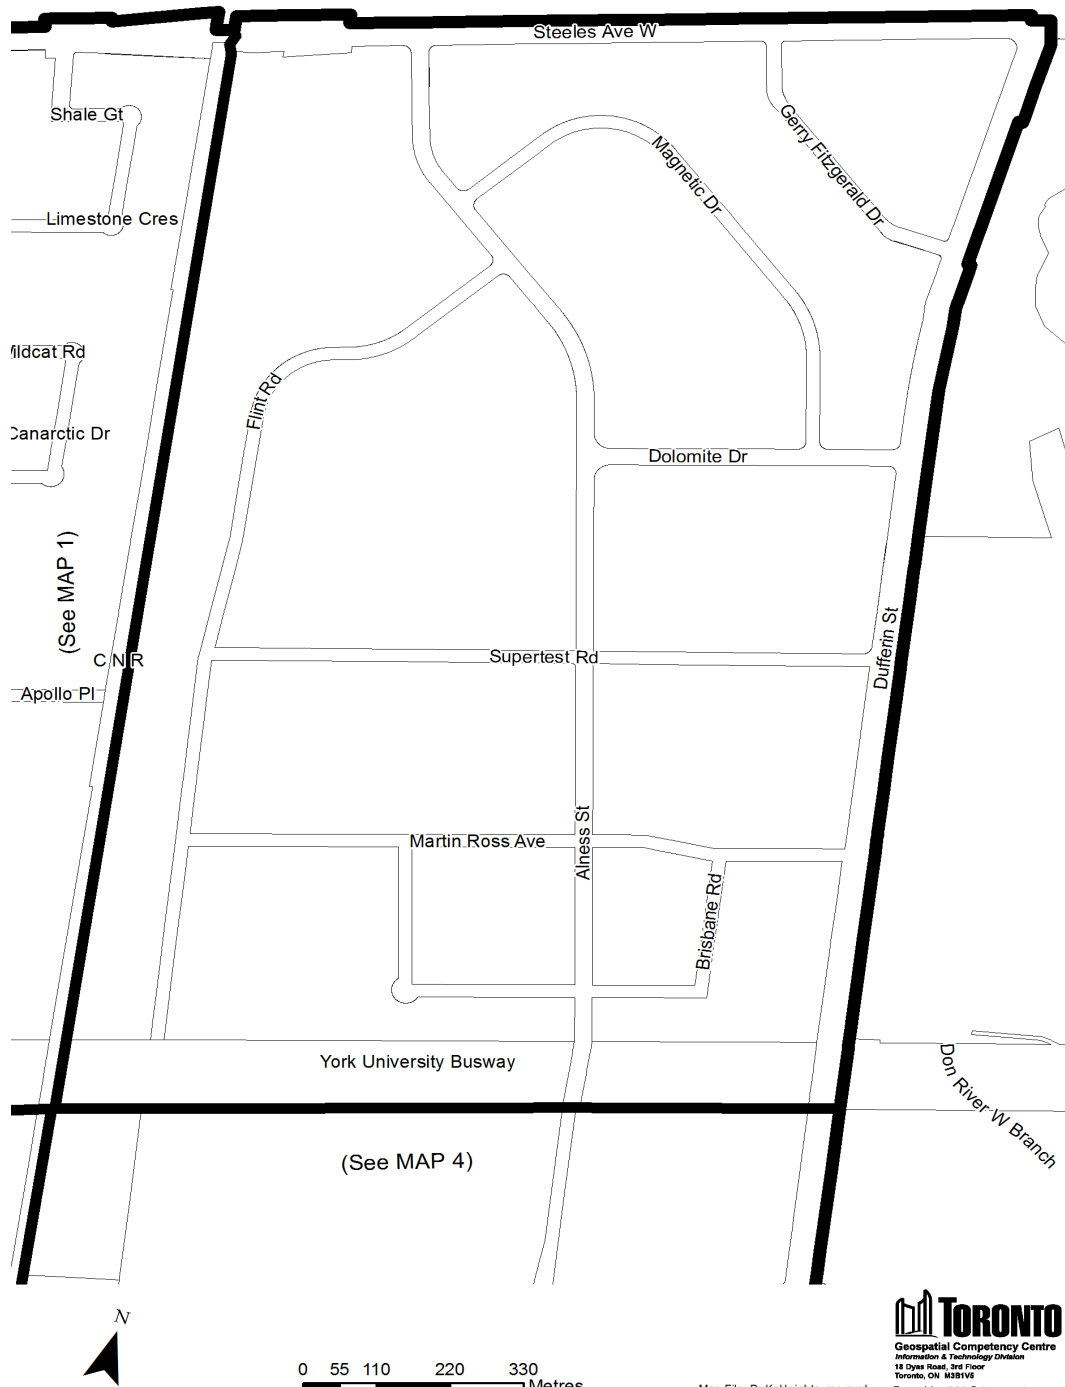 Steeles Ave W
Shale Gt
Gerry Fitzgerald Dr
Magnetic Dr
Limestone Cres
Rd
Flint Rd
Canarctic Dr
Dolomite Dr
(See MAP 1)
Dufferin St
C N R
Supertest Rd
Apollo Pl
Martin Ross Ave
Alness St
Brisbane Rd
York University Busway
Don River W Branch
(See MAP 4)
N
TORONTO
Geospatial Competency Centre
Information & Technology Division
18 Dyas Road, 3rd Floor
Toronto, ON M3B1V5
0 55 110 220 330
Metres